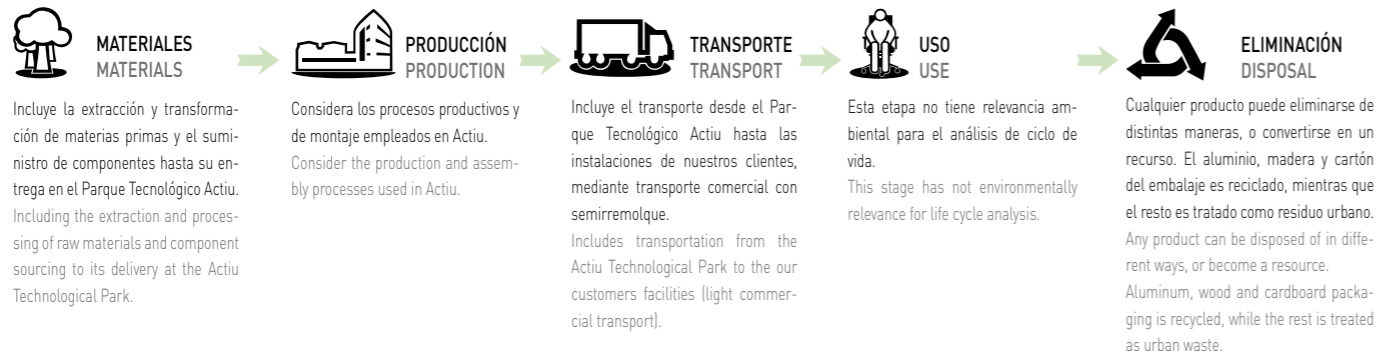 MATERIALES
MATERIALS
Incluye la extracción y transforma-
ción de materias primas y el sumi-
nistro de componentes hasta su en-
trega en el Parque Tecnológico Actiu.
Including the extraction and proces-
sing of raw materials and component
sourcing to its delivery at the Actiu
Technological Park.
PRODUCCIÓN
PRODUCTION
Considera los procesos productivos y
de montaje empleados en Actiu.
Consider the production and assem-
bly processes used in Actiu.
TRANSPORTE
TRANSPORT
Incluye el transporte desde el Par-
que Tecnológico Actiu hasta las
instalaciones de nuestros clientes,
mediante transporte comercial con
semirremolque.
Includes transportation from the
Actiu Technological Park to the our
customers facilities (light commer-
cial transport).
USO
USE
Esta etapa no tiene relevancia am-
biental para el análisis de ciclo de
vida.
This stage has not environmentally
relevance for life cycle analysis.
ELIMINACIÓN
DISPOSAL
Cualquier producto puede eliminarse de
distintas maneras, o convertirse en un
recurso. El aluminio, madera y cartón
del embalaje es reciclado, mientras que
el resto es tratado como residuo urbano.
Any product can be disposed of in diffe-
rent ways, or become a resource.
Aluminum, wood and cardboard packa-
ging is recycled, while the rest is treated
as urban waste.